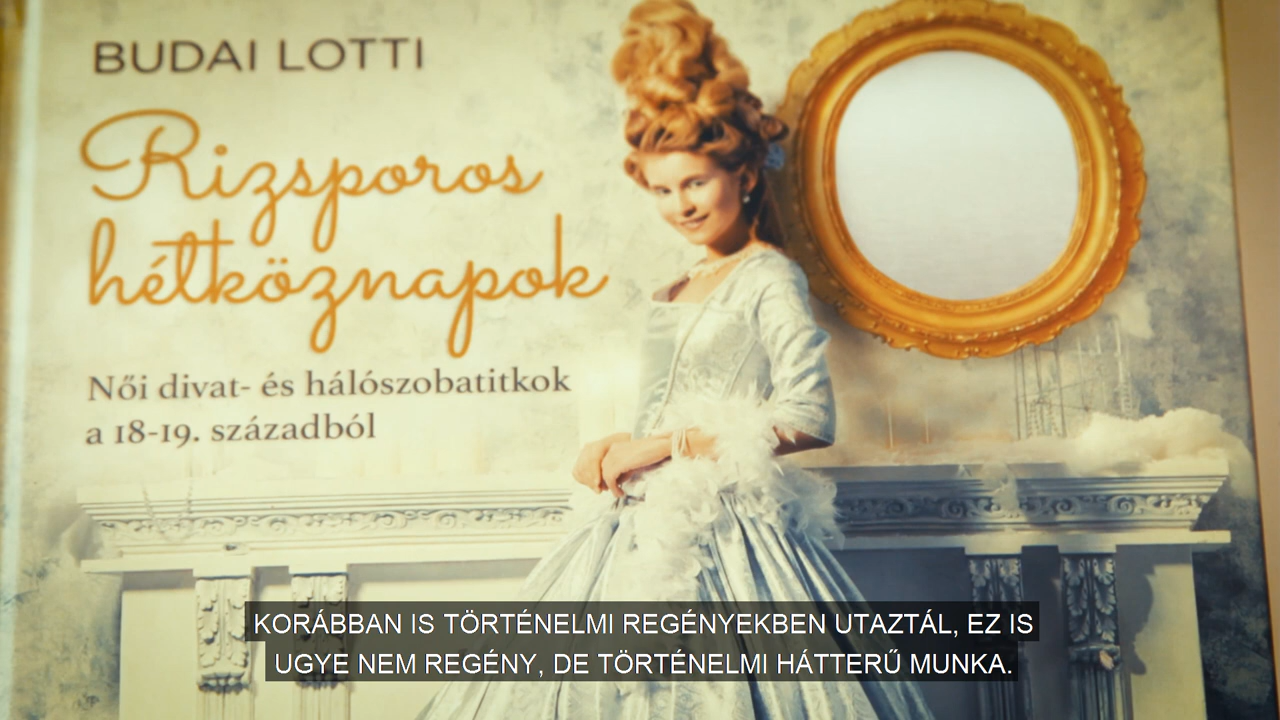 BUDAI LOTTI
Rizsporos
hétköznapok
Női divat- és hálószobatitkok
a 18-19. századból
KORÁBBAN IS TÖRTÉNELMI REGÉNYEKBEN UTAZTÁL, EZ IS
UGYE NEM REGÉNY, DE TÖRTÉNELMI HÁTTERŰ MUNKA.